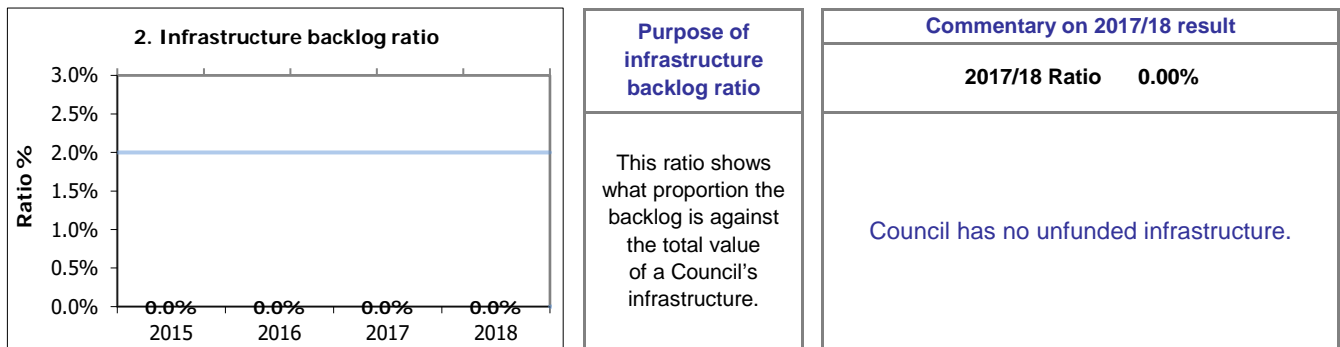 2. Infrastructure backlog ratio
3.0%
2.5%
2.0%
1.5%
1.0%
0.5%
0.0%
Ratio %
0.0% 0.0% 0.0% 0.0%
2015 2016 2017 2018
Purpose of
infrastructure
backlog ratio
This ratio shows
what proportion the
backlog is against
the total value
of a Council's
infrastructure.
Commentary on 2017/18 result
2017/18 Ratio 0.00%
Council has no unfunded infrastructure.